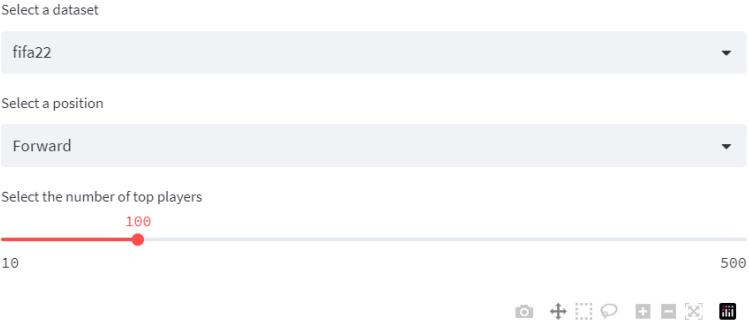 Select a dataset
fifa22
Select a position
Forward
Select the number of top players
100
10 500